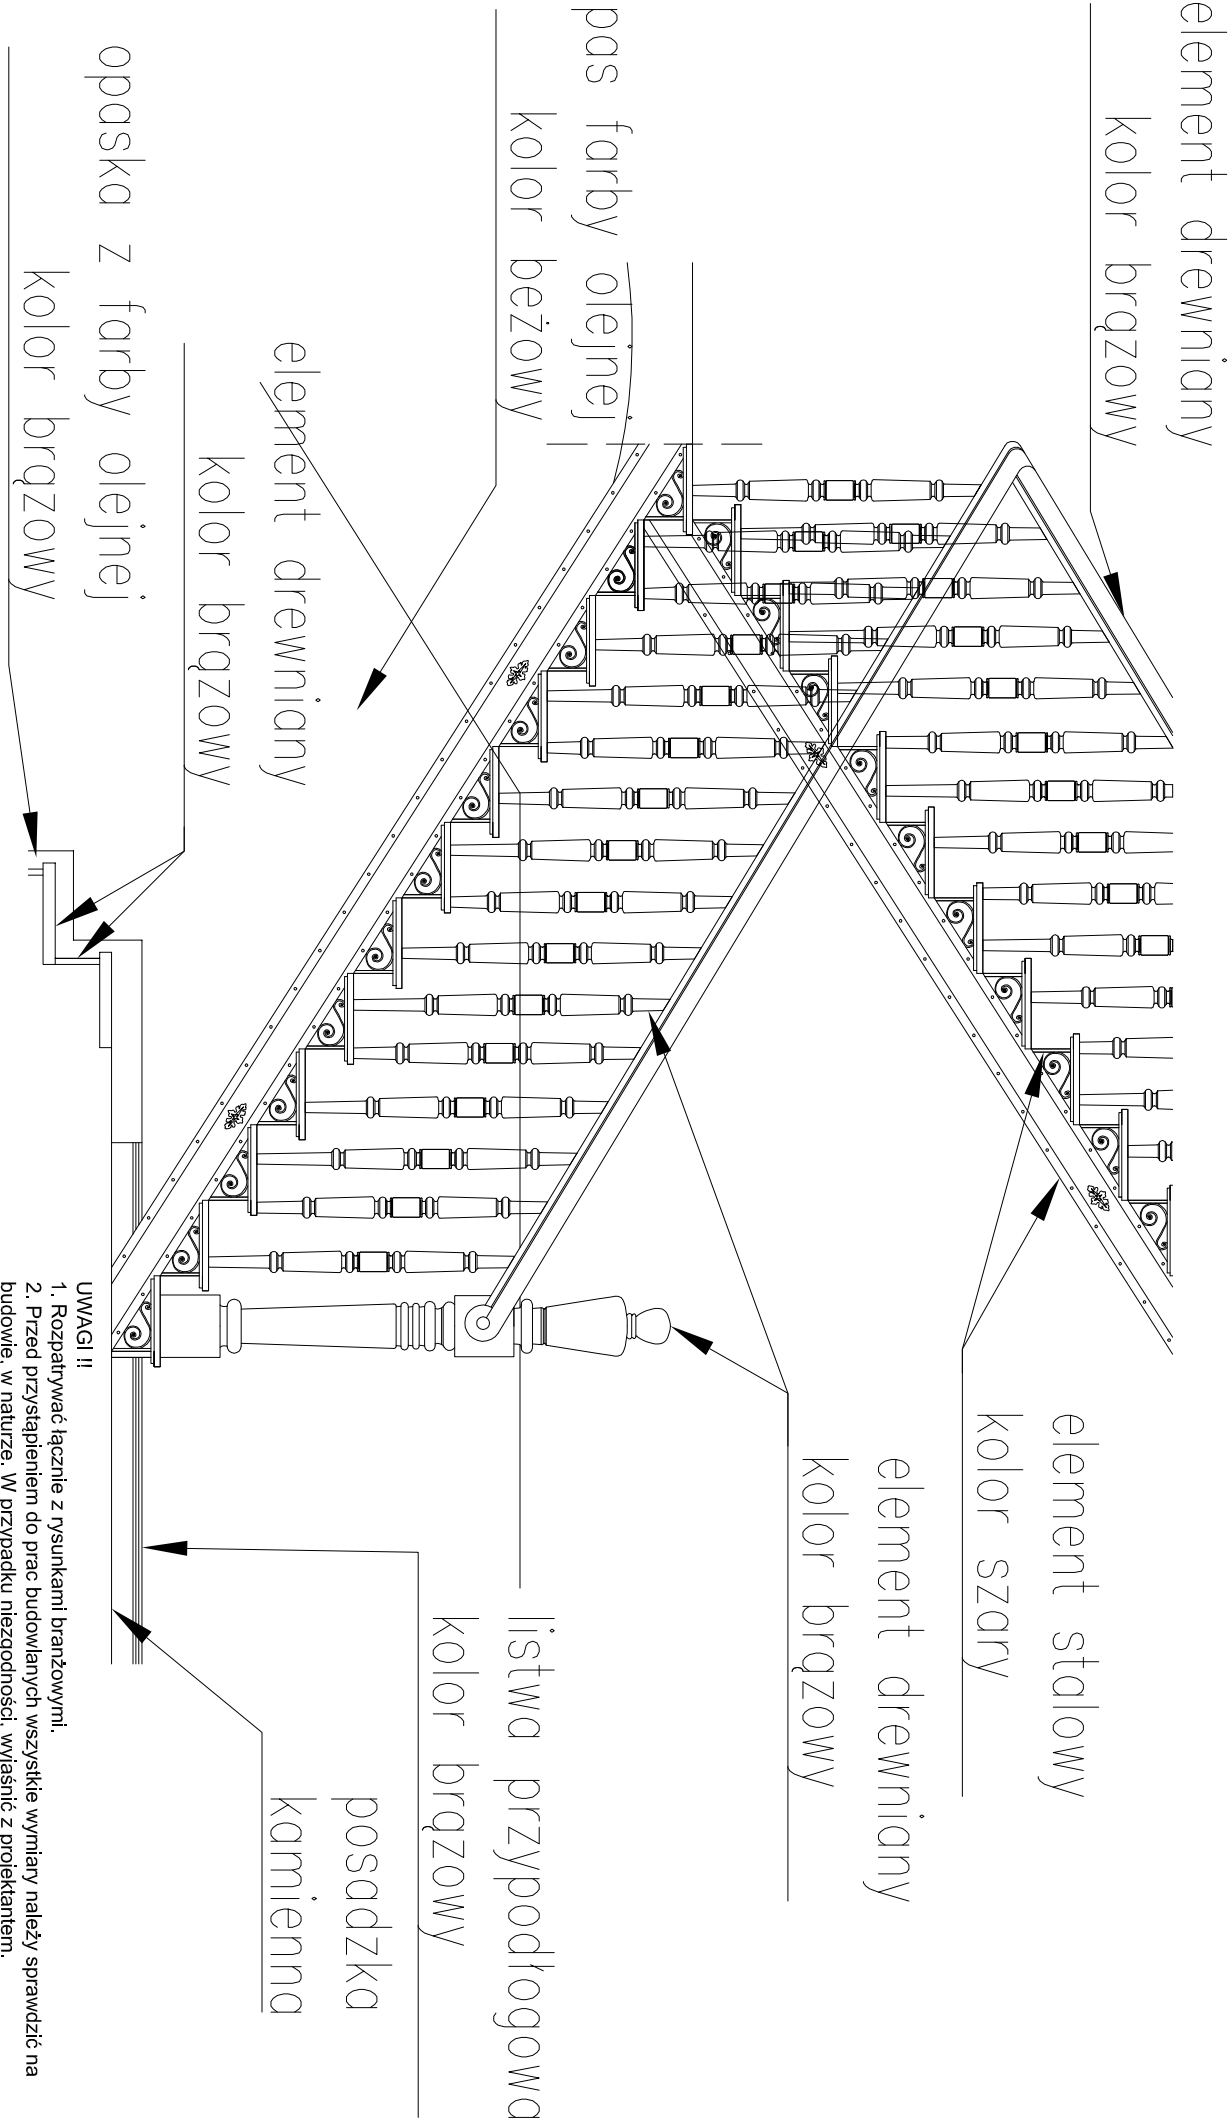 element drewniany
kolor brązowy
pas farby olejnej
kolor beżowy
element drewniany
kolor brązowy
opaska z farby olejnej
kolor brązowy
element stalowy
kolor szary
element drewniany
kolor brązowy
listwa przypodłogowa
kolor brązowy
posadzka
kamienna
UWAGI !!
1. Rozpatrywać łącznie z rysunkami branżowymi.
2. Przed przystąpieniem do prac budowlanych wszystkie wymiary należy sprawdzić na
budowie, w naturze. W przypadku niezgodności, wyjaśnić z projektantem.